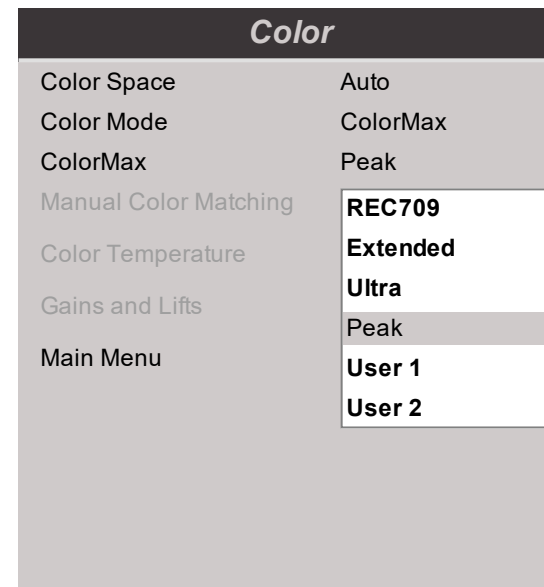 Color
Color Space Auto
Color Mode ColorMax
ColorMax Peak
Manual Color Matching
REC709
Color Temperature
Extended
Ultra
Gains and Lifts
Peak
Main Menu
User 1
User 2